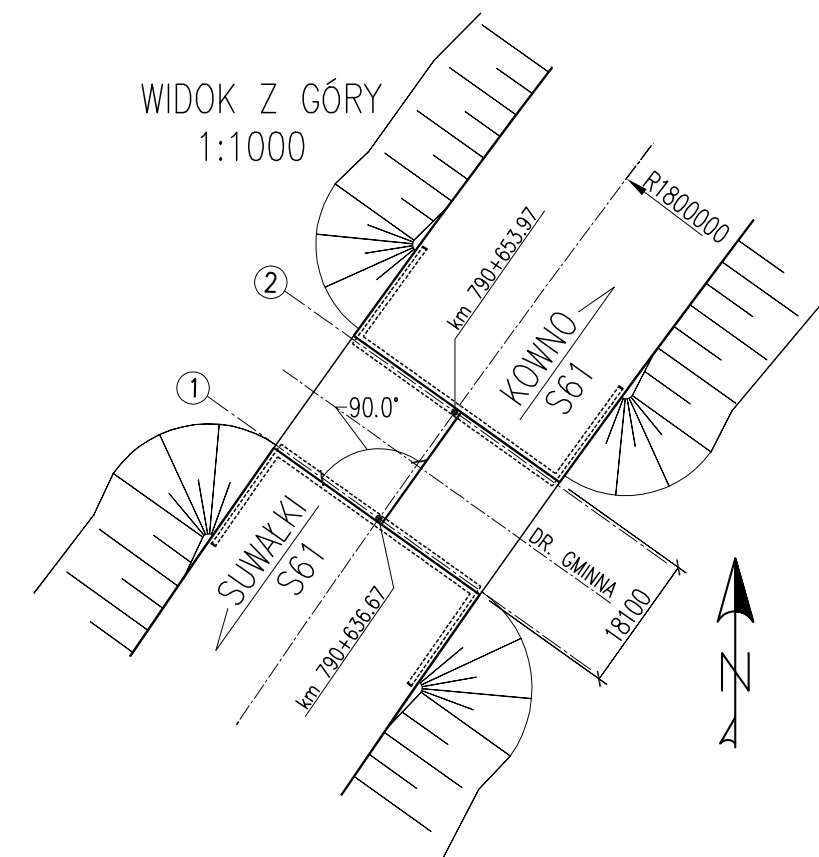 WIDOK Z GÓRY
1:1000
R1800000
km 790+653.97
2
KOWNO
S61
1
90.0°
SUWAŁKI
S61
DR. GMINNA
18100
km 790+636.67
N